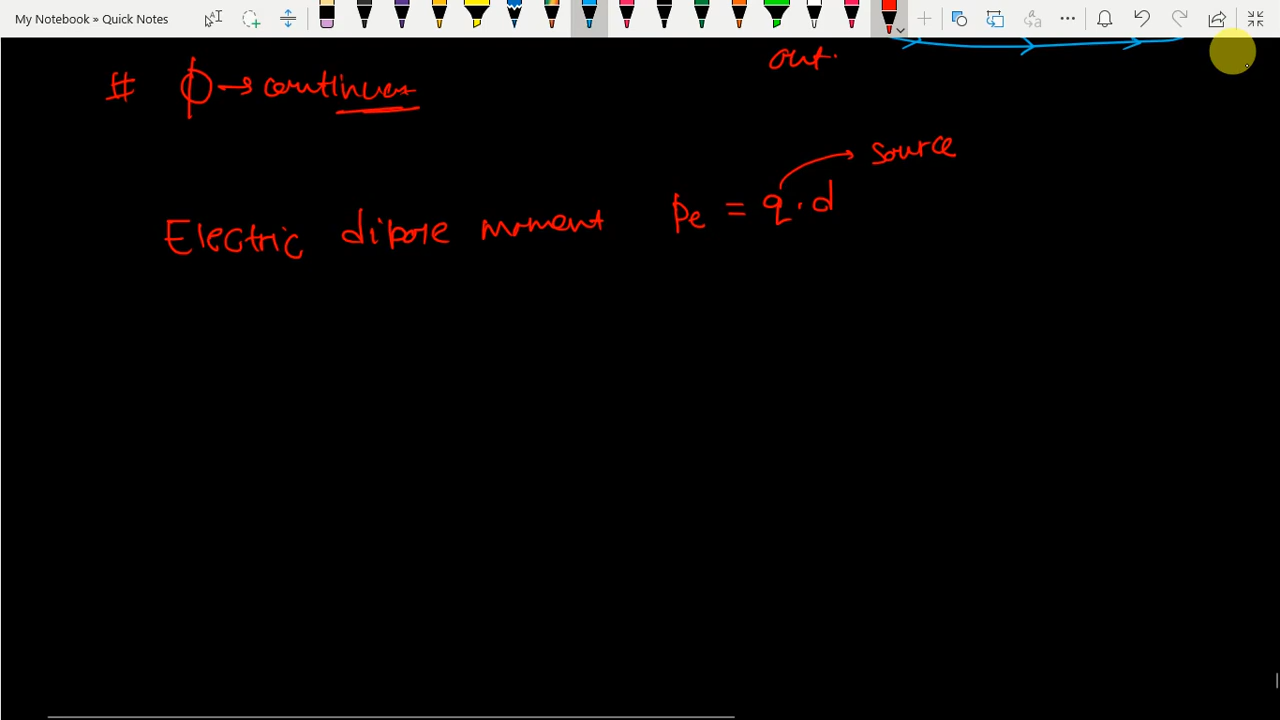 My Notebook » Quick Notes
out.
# ϕ → continues
source
Electric dipole moment pe = q.d